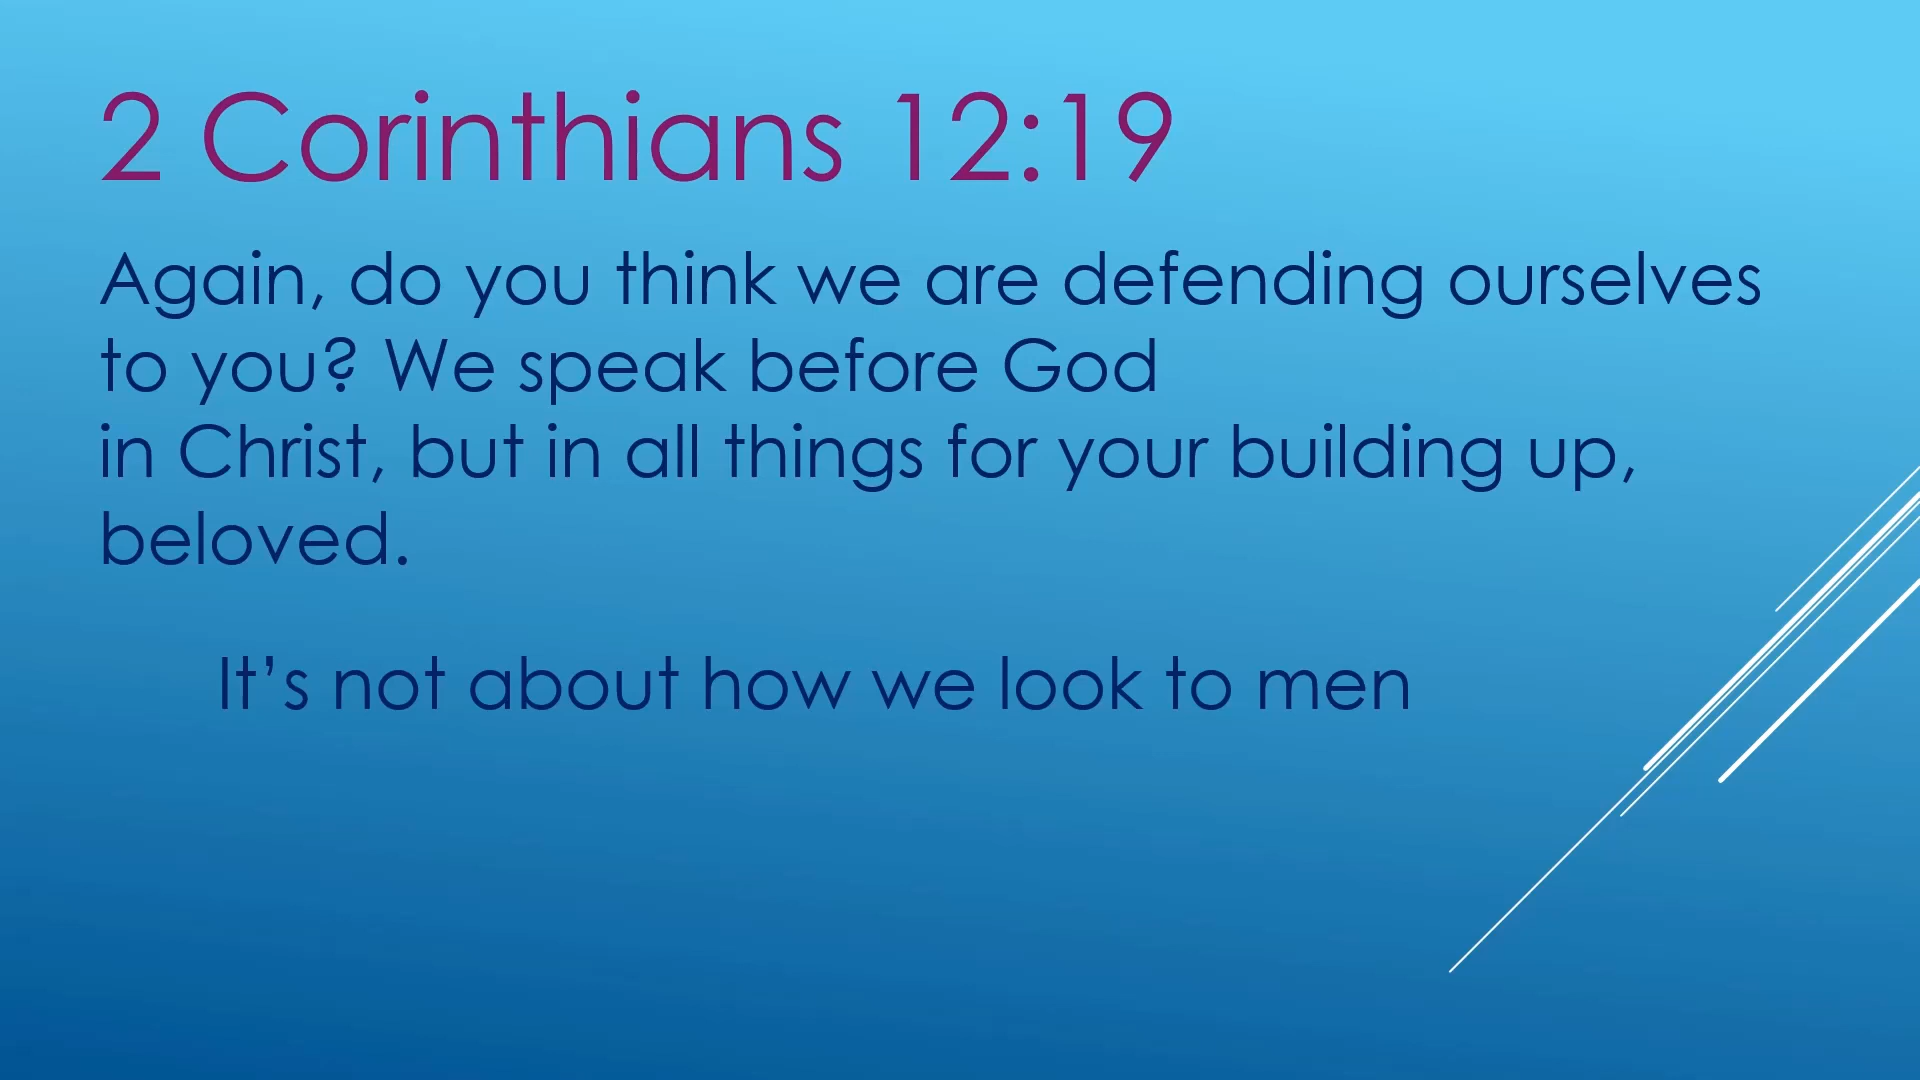 2 Corinthians 12:19
Again, do you think we are defending ourselves
to you? We speak before God
in Christ, but in all things for your building up,
beloved.
It’s not about how we look to men